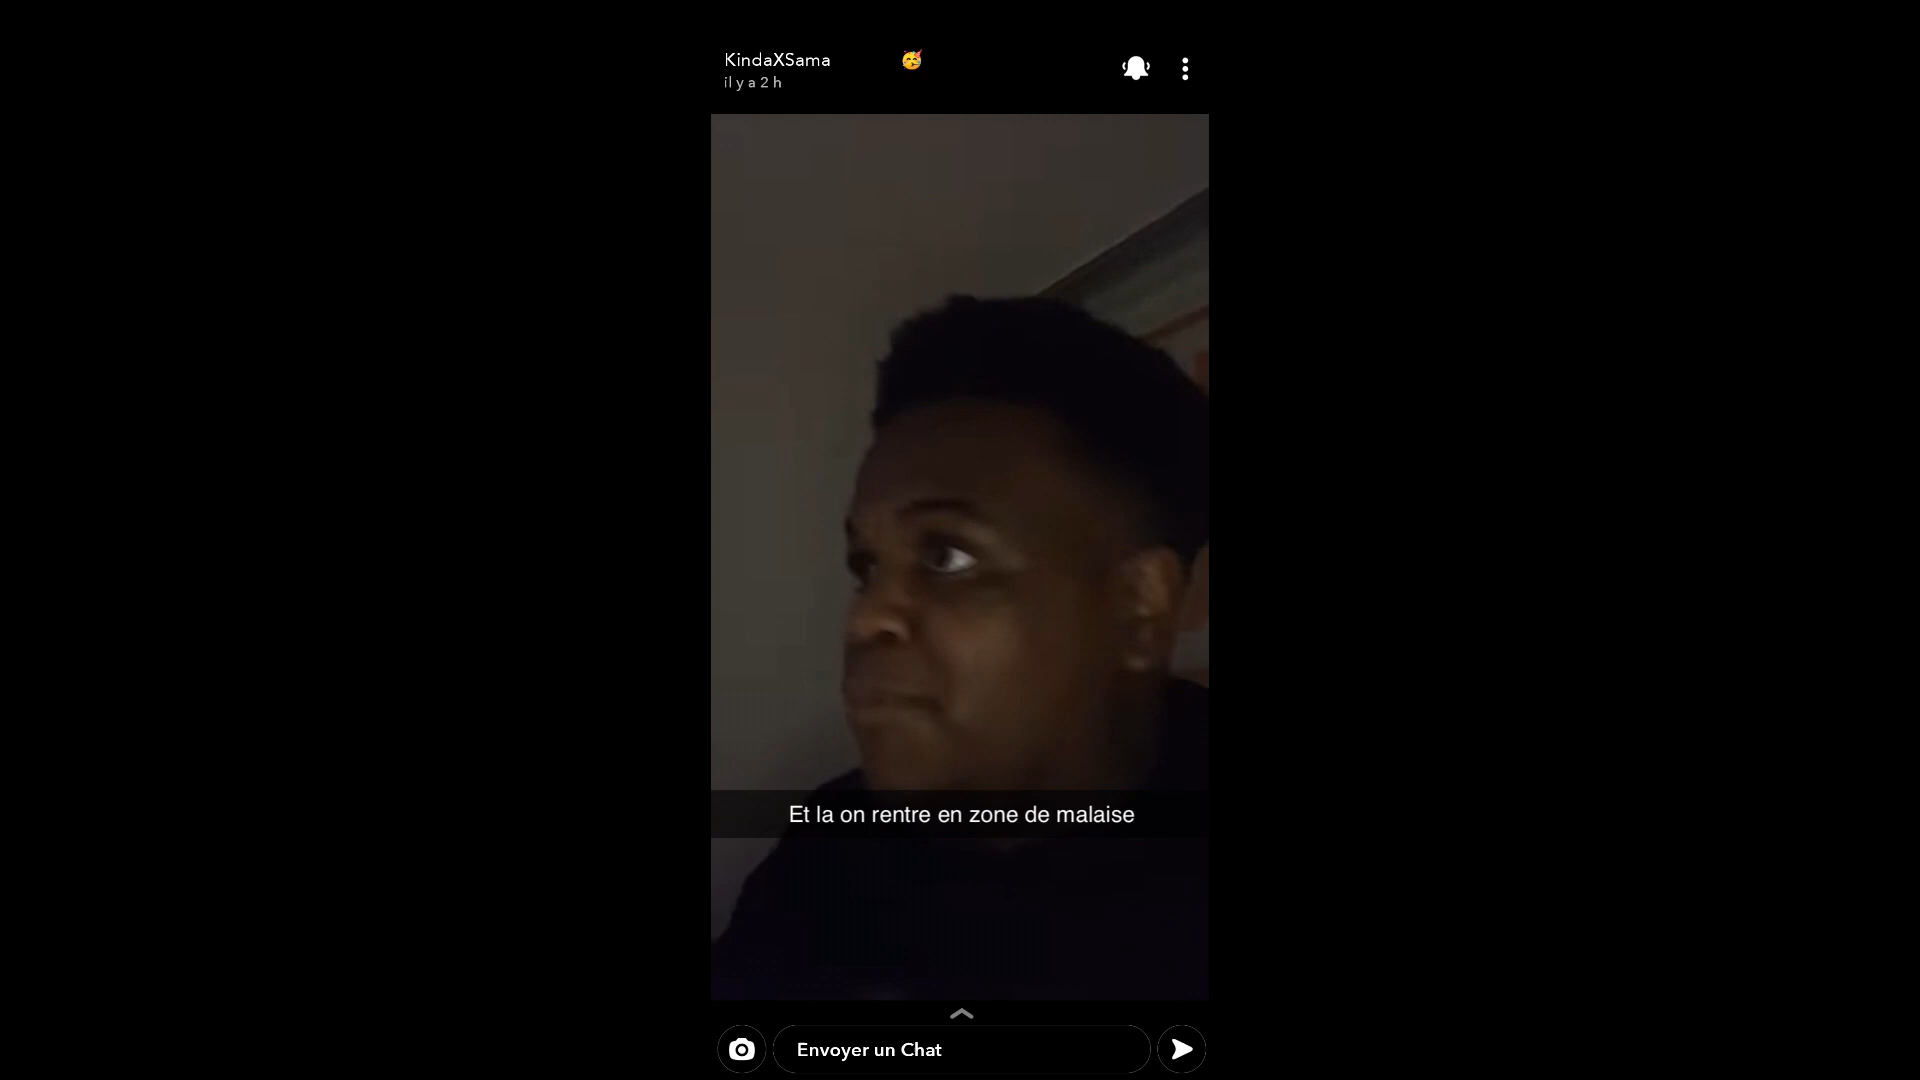 KindaXSama 🥳
il y a 2 h
Et la on rentre en zone de malaise
Envoyer un Chat